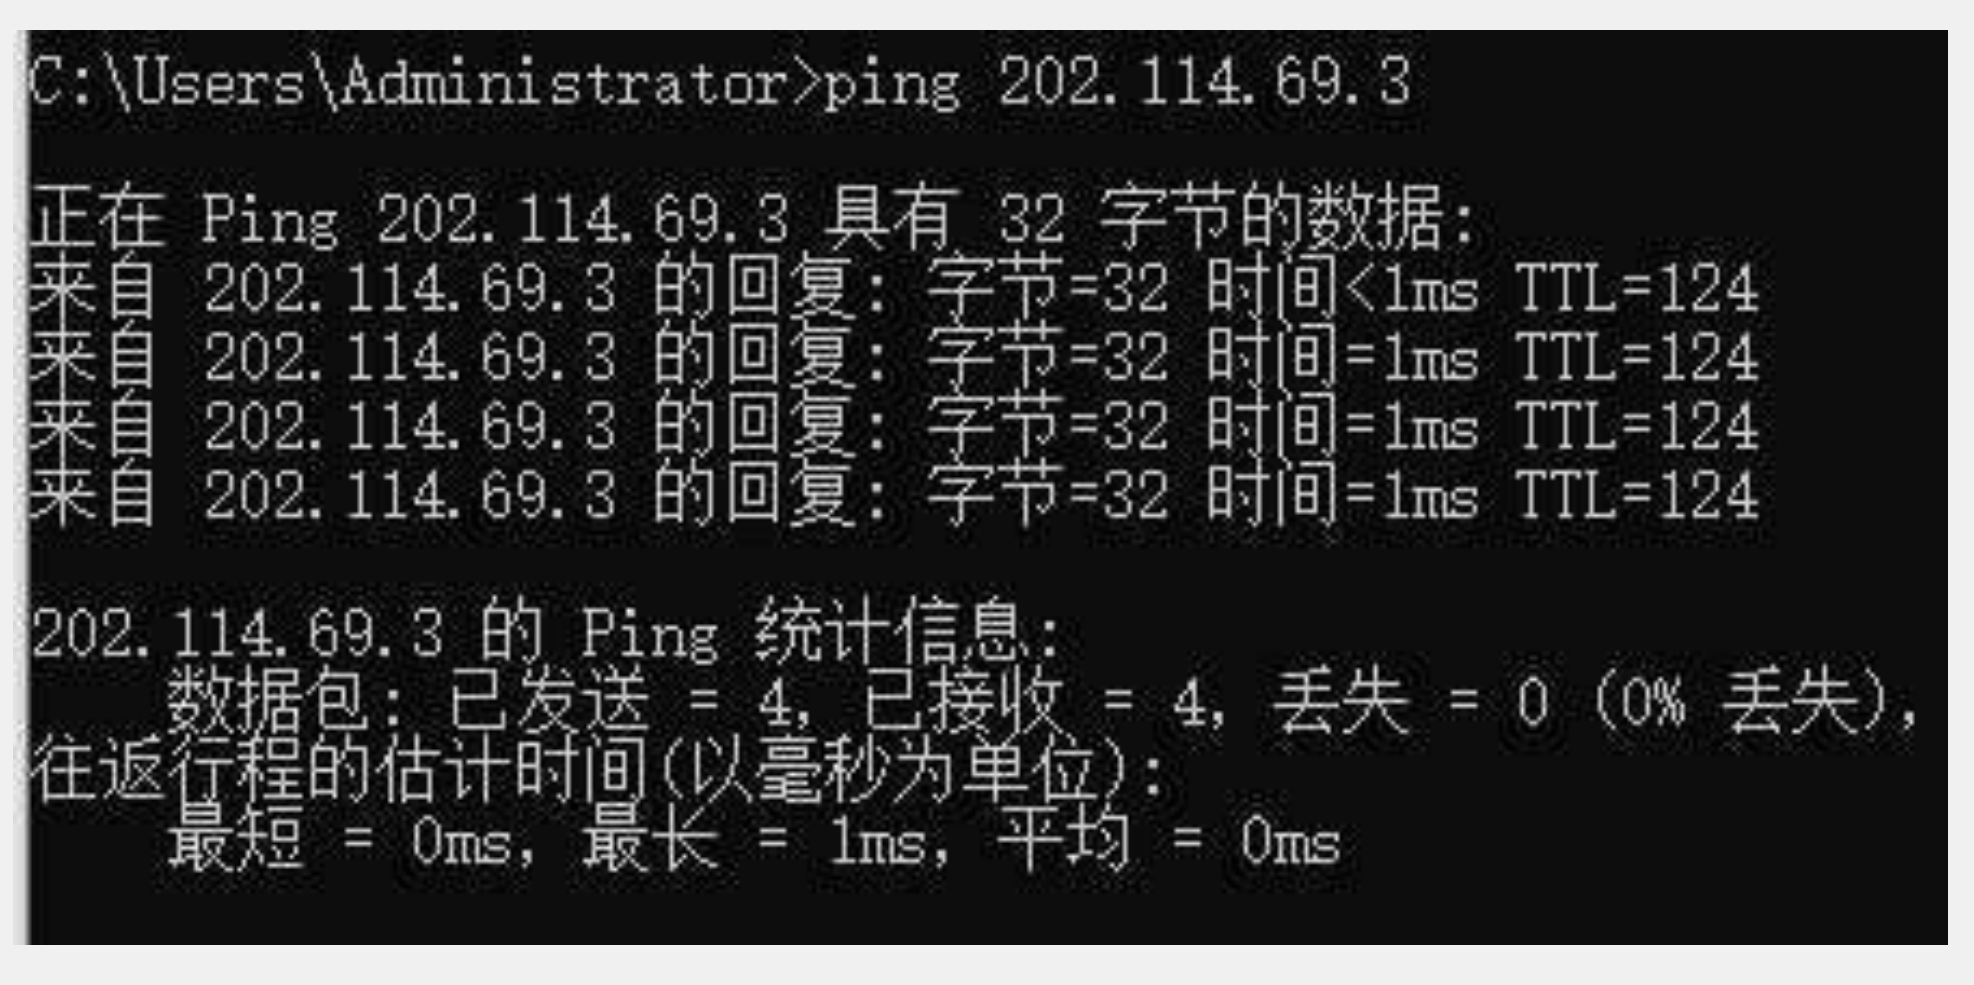 C:\Users\Administrator>ping 202.114.69.3
正在 Ping 202.114.69.3 具有 32 字节的数据:
来自 202.114.69.3 的回复: 字节=32 时间<1ms TTL=124
来自 202.114.69.3 的回复: 字节=32 时间=1ms TTL=124
来自 202.114.69.3 的回复: 字节=32 时间=1ms TTL=124
来自 202.114.69.3 的回复: 字节=32 时间=1ms TTL=124
202.114.69.3 的 Ping 统计信息:
数据包: 已发送 = 4, 已接收 = 4, 丢失 = 0 (0% 丢失),
往返行程的估计时间(以毫秒为单位):
最短 = 0ms, 最长 = 1ms, 平均 = 0ms